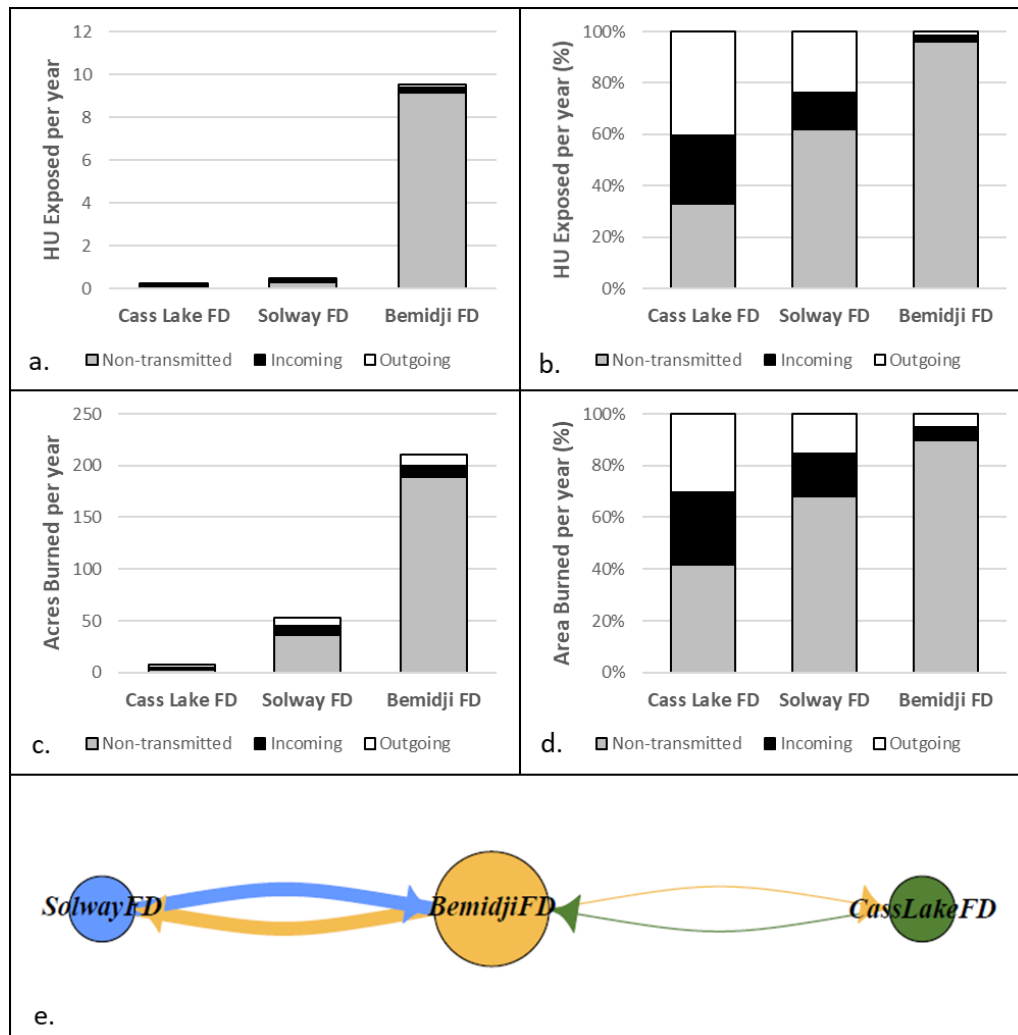 HU Exposed per year
12
10
8
6
4
2
0
Cass Lake FD Solway FD Bemidji FD
a. Non-transmitted Incoming Outgoing
HU Exposed per year (%)
100%
80%
60%
40%
20%
0%
Cass Lake FD Solway FD Bemidji FD
b. Non-transmitted Incoming Outgoing
Acres Burned per year
250
200
150
100
50
0
Cass Lake FD Solway FD Bemidji FD
c. Non-transmitted Incoming Outgoing
Area Burned per year (%)
100%
80%
60%
40%
20%
0%
Cass Lake FD Solway FD Bemidji FD
d. Non-transmitted Incoming Outgoing
SolwayFD BemidjiFD CassLakeFD
e.